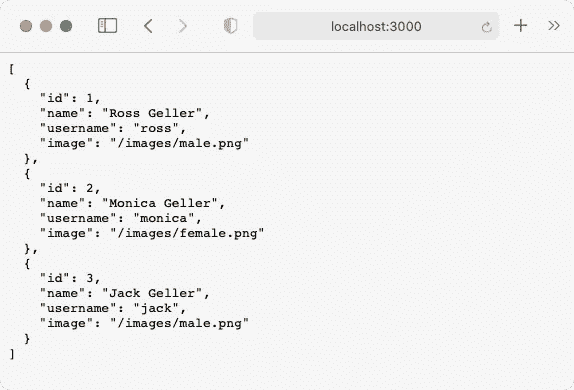 localhost:3000
[
  {
    "id": 1,
    "name": "Ross Geller",
    "username": "ross",
    "image": "/images/male.png"
  },
  {
    "id": 2,
    "name": "Monica Geller",
    "username": "monica",
    "image": "/images/female.png"
  },
  {
    "id": 3,
    "name": "Jack Geller",
    "username": "jack",
    "image": "/images/male.png"
  }
]